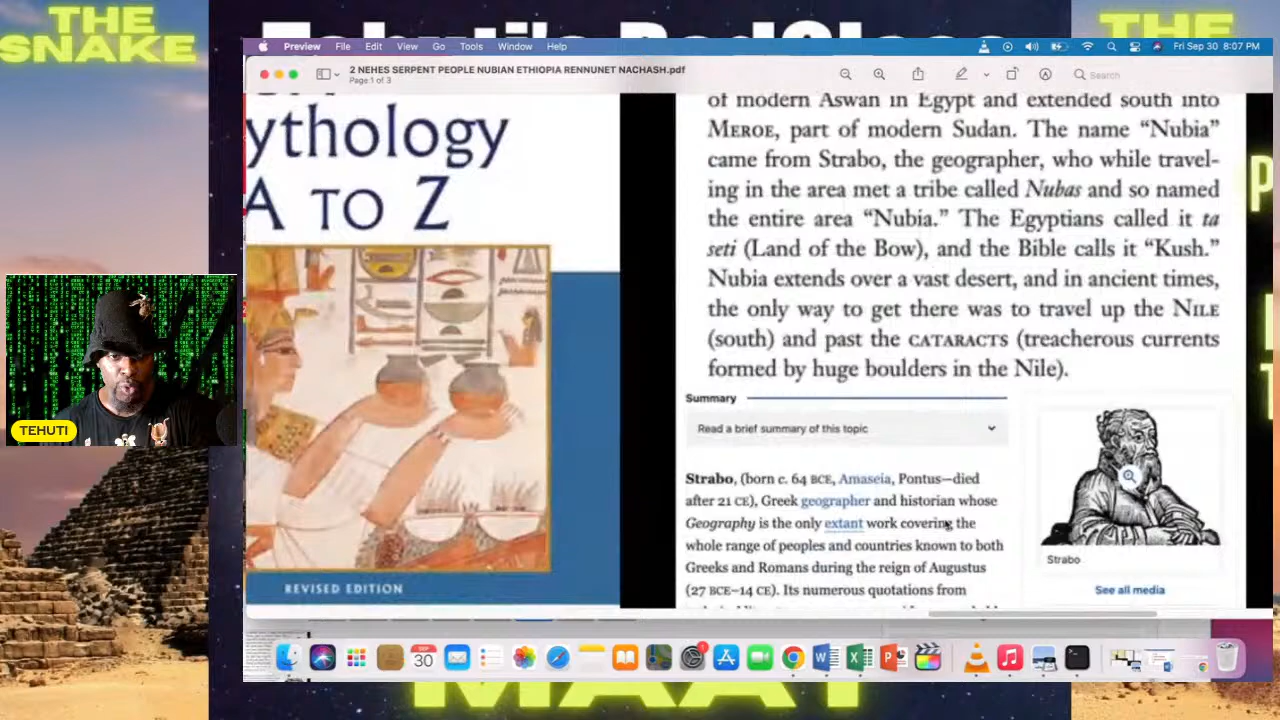 THE
SNAKE
THE
Preview File Edit View Go Tools Window Help
Fri Sep 30 8:07 PM
2 NEHES SERPENT PEOPLE NUBIAN ETHIOPIA RENNUNET NACHASH.pdf
Page 1 of 3
Search
ythology
A TO Z
REVISED EDITION
of modern Aswan in Egypt and extended south into
MEROE, part of modern Sudan. The name “Nubia”
came from Strabo, the geographer, who while travel-
ing in the area met a tribe called Nubas and so named
the entire area “Nubia.” The Egyptians called it ta
seti (Land of the Bow), and the Bible calls it “Kush.”
Nubia extends over a vast desert, and in ancient times,
the only way to get there was to travel up the NILE
(south) and past the CATARACTS (treacherous currents
formed by huge boulders in the Nile).
Summary
Read a brief summary of this topic
Strabo, (born c. 64 BCE, Amaseia, Pontus—died
after 21 CE), Greek geographer and historian whose
Geography is the only extant work covering the
whole range of peoples and countries known to both
Greeks and Romans during the reign of Augustus
(27 BCE–14 CE). Its numerous quotations from
Strabo
See all media
TEHUTI
SEP
30
MAAT